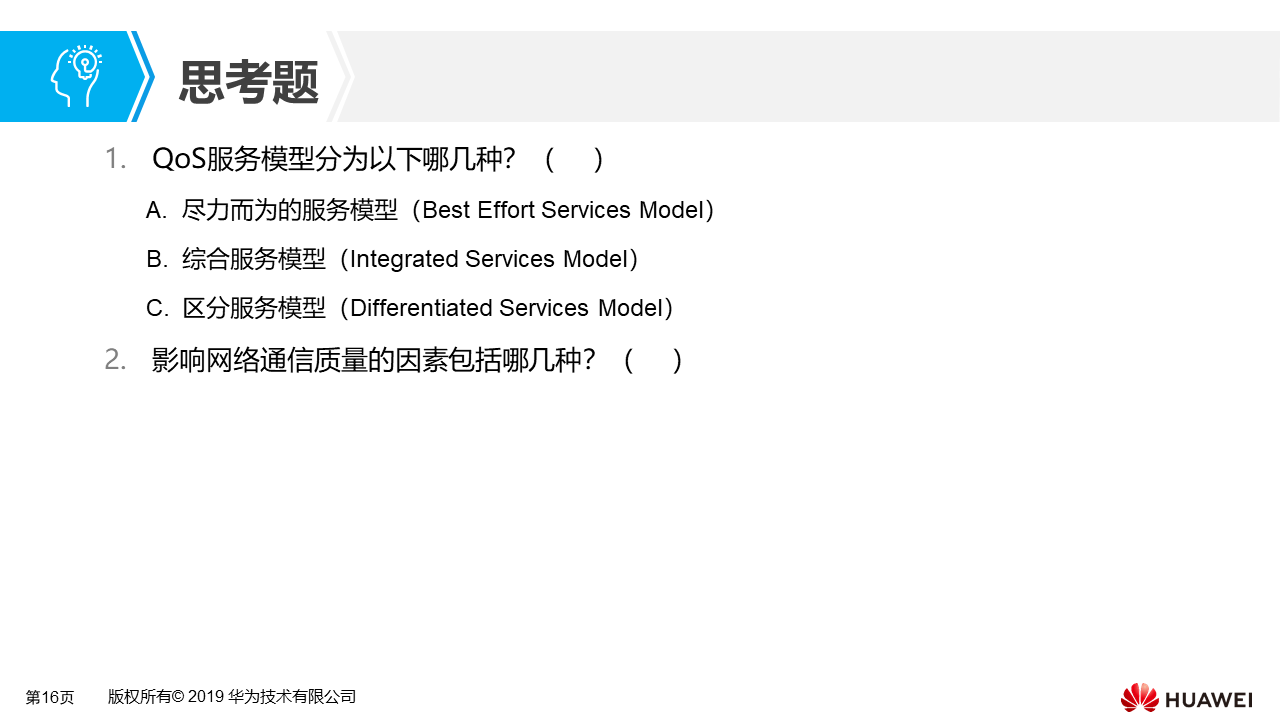 思考题
1. QoS服务模型分为以下哪几种？（ ）
A. 尽力而为的服务模型（Best Effort Services Model）
B. 综合服务模型（Integrated Services Model）
C. 区分服务模型（Differentiated Services Model）
2. 影响网络通信质量的因素包括哪几种？（ ）
第16页 版权所有© 2019 华为技术有限公司
HUAWEI